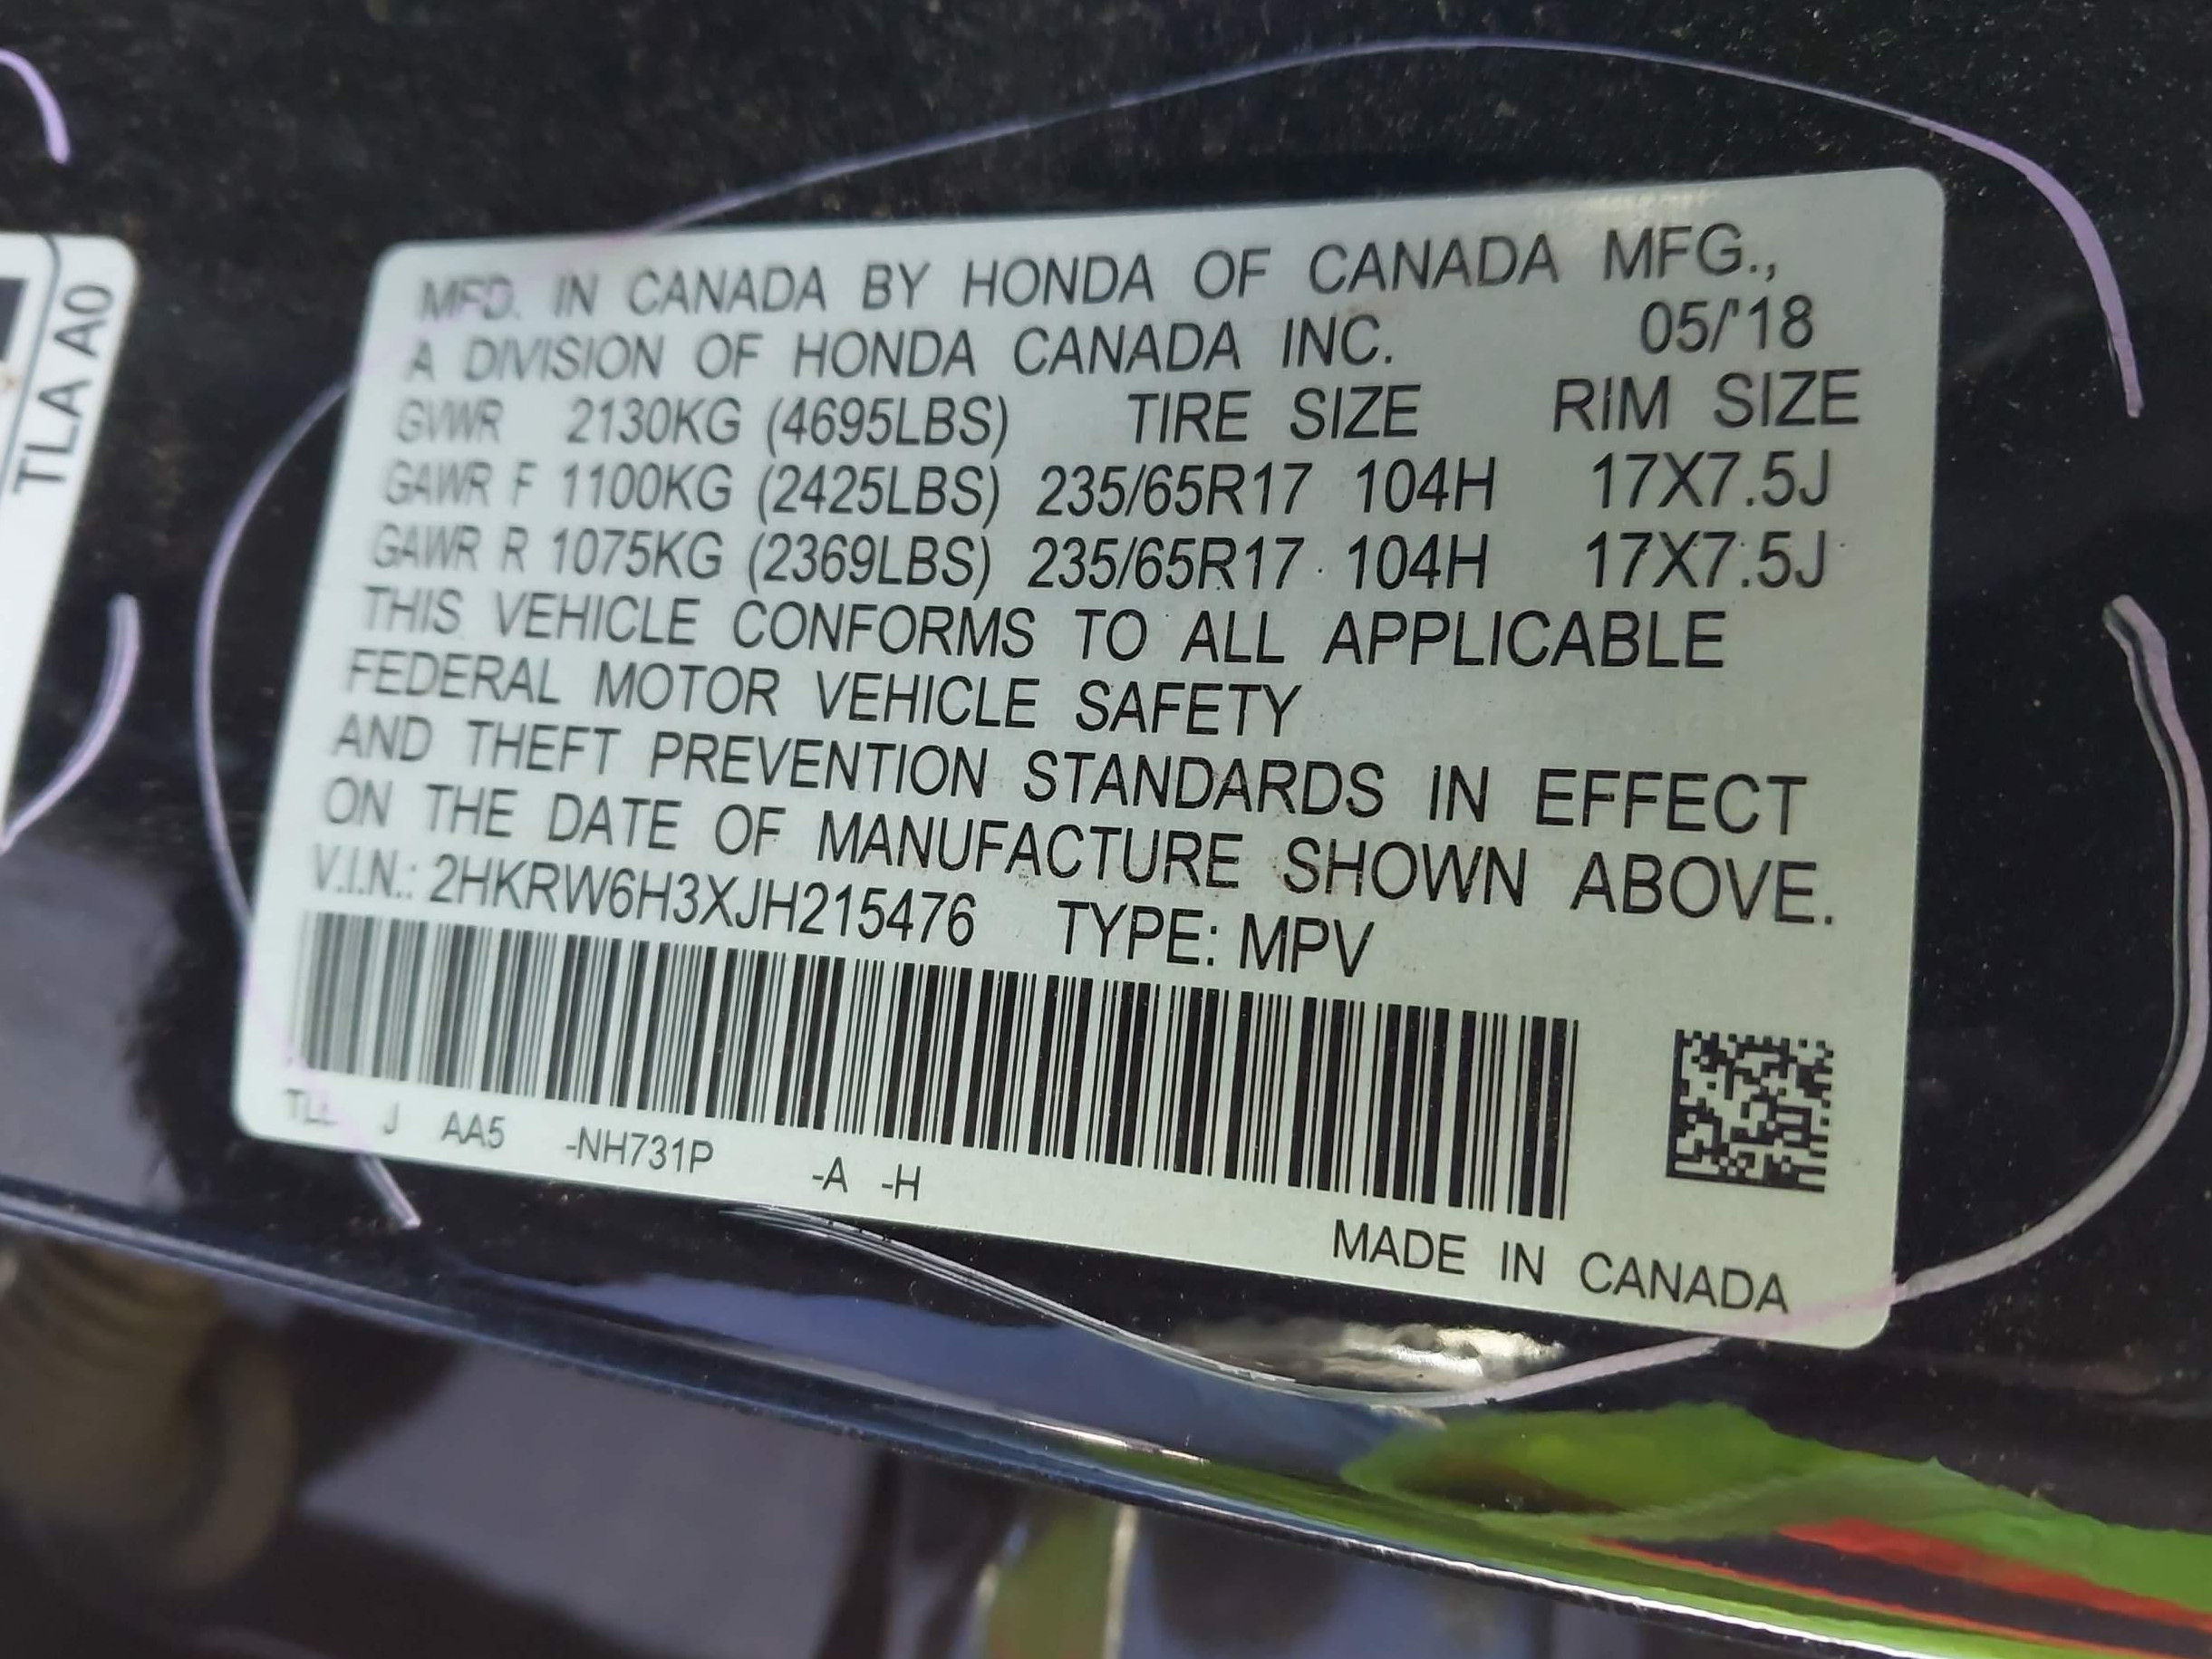 TLA A0
MFD. IN CANADA BY HONDA OF CANADA MFG.,
A DIVISION OF HONDA CANADA INC. 05/'18
GVWR 2130KG (4695LBS) TIRE SIZE RIM SIZE
GAWR F 1100KG (2425LBS) 235/65R17 104H 17X7.5J
GAWR R 1075KG (2369LBS) 235/65R17 104H 17X7.5J
THIS VEHICLE CONFORMS TO ALL APPLICABLE
FEDERAL MOTOR VEHICLE SAFETY
AND THEFT PREVENTION STANDARDS IN EFFECT
ON THE DATE OF MANUFACTURE SHOWN ABOVE.
V.I.N.: 2HKRW6H3XJH215476 TYPE: MPV
J AA5 -NH731P -A -H
MADE IN CANADA